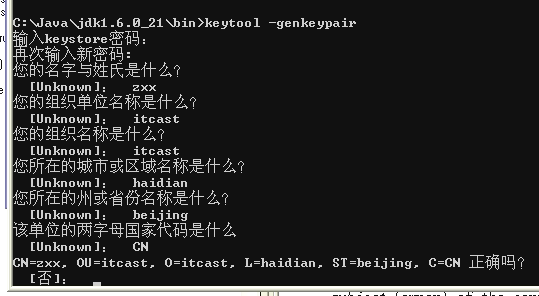 C:\Java\jdk1.6.0_21\bin>keytool -genkeypair
输入keystore密码：
再次输入新密码:
您的名字与姓氏是什么？
[Unknown]： zxx
您的组织单位名称是什么？
[Unknown]： itcast
您的组织名称是什么？
[Unknown]： itcast
您所在的城市或区域名称是什么？
[Unknown]： haidian
您所在的州或省份名称是什么？
[Unknown]： beijing
该单位的两字母国家代码是什么
[Unknown]： CN
CN=zxx, OU=itcast, O=itcast, L=haidian, ST=beijing, C=CN 正确吗？
[否]：